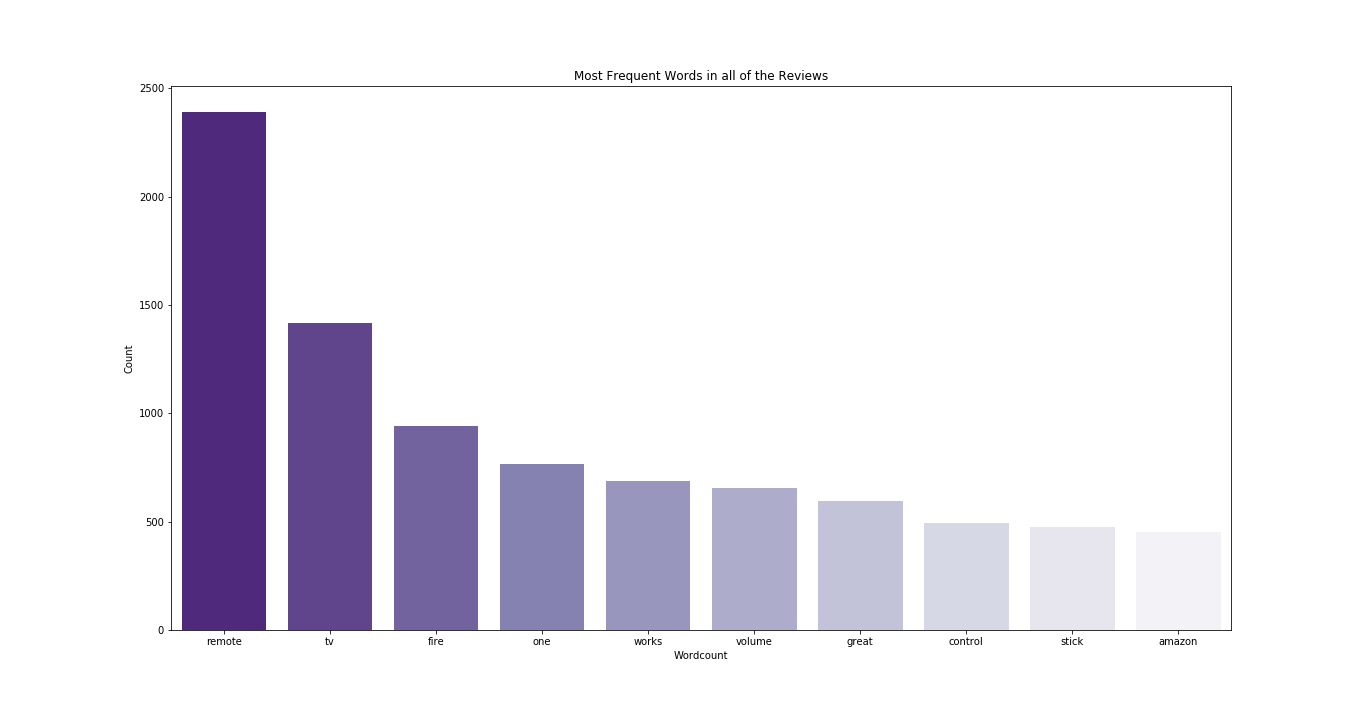 Most Frequent Words in all of the Reviews
2500
2000
1500
1000
500
0
Count
remote tv fire one works volume great control stick amazon
Wordcount